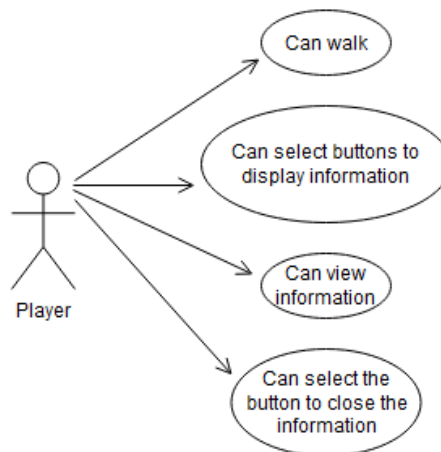 Can walk
Can select buttons to
display information
Can view
information
Player
Can select the
button to close the
information